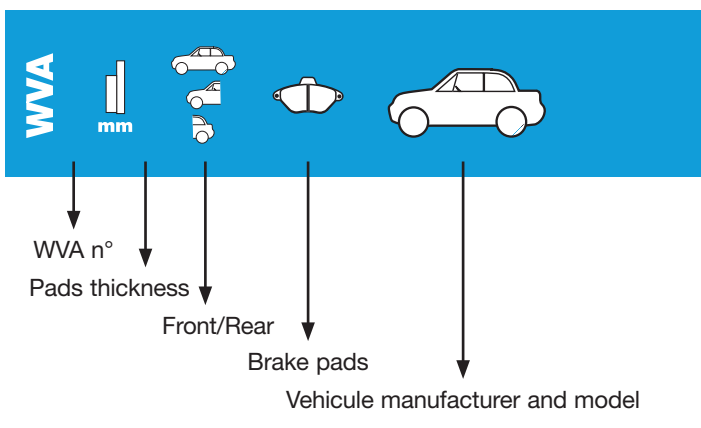 WVA
mm
WVA n°
Pads thickness
Front/Rear
Brake pads
Vehicule manufacturer and model